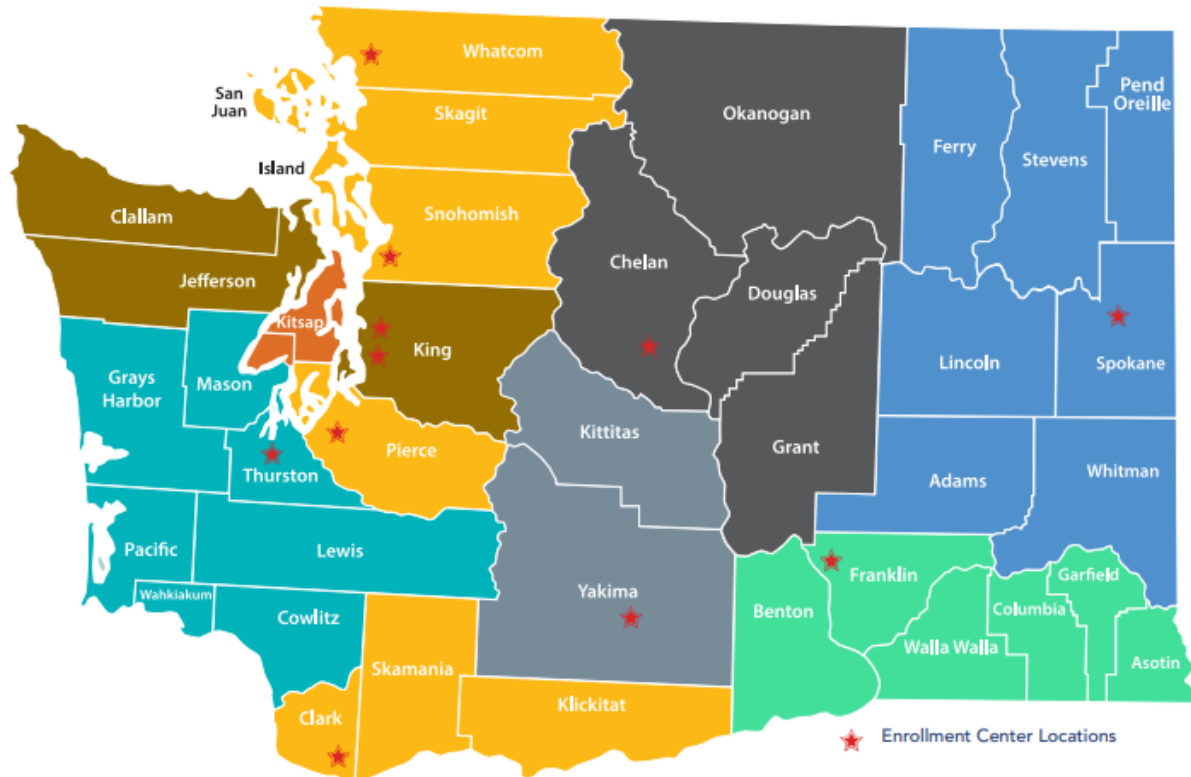 Whatcom
San
Juan
Skagit
Island
Okanogan
Pend
Oreille
Ferry
Stevens
Clallam
Snohomish
Jefferson
Chelan
Douglas
Kitsap
King
Lincoln
Spokane
Grays
Harbor
Mason
Kittitas
Grant
Pierce
Thurston
Adams
Whitman
Pacific
Lewis
Wahkiakum
Cowlitz
Yakima
Benton
Franklin
Garfield
Columbia
Walla Walla
Asotin
Skamania
Klickitat
Clark
Enrollment Center Locations